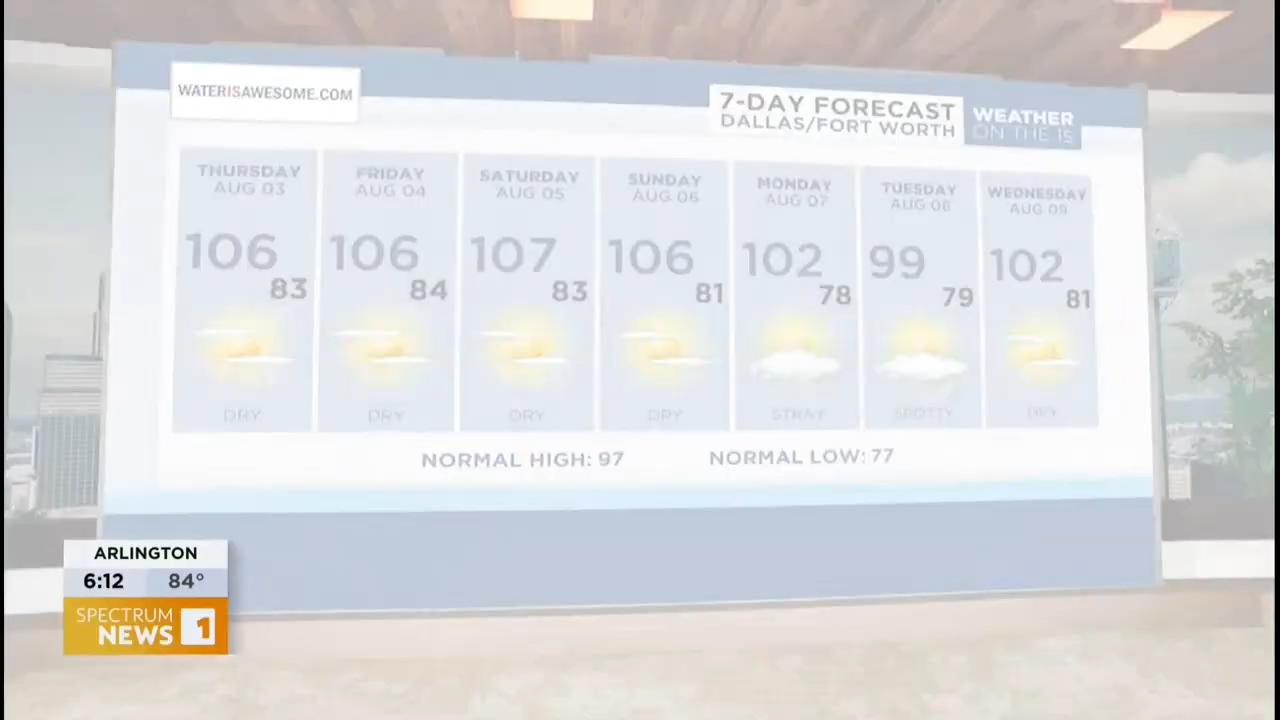 WATERISAWESOME.COM
7-DAY FORECAST
DALLAS/FORT WORTH
WEATHER
ON THE 1S
THURSDAY
AUG 03
106
83
DRY
FRIDAY
AUG 04
106
84
DRY
SATURDAY
AUG 05
107
83
DRY
SUNDAY
AUG 06
106
81
DRY
MONDAY
AUG 07
102
78
STRAY
TUESDAY
AUG 08
99
79
SPOTTY
WEDNESDAY
AUG 09
102
81
DRY
NORMAL HIGH: 97
NORMAL LOW: 77
ARLINGTON
6:12 84°
SPECTRUM
NEWS 1